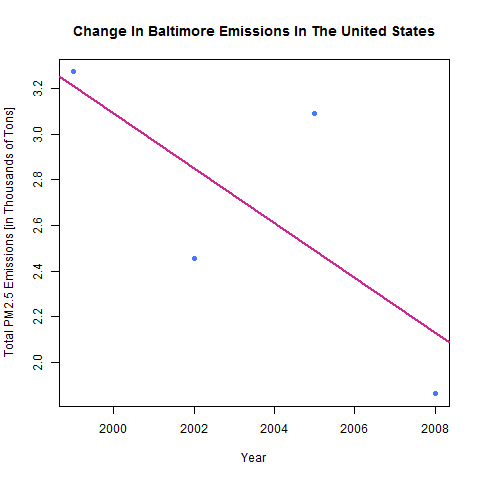 Change In Baltimore Emissions In The United States
Total PM2.5 Emissions [in Thousands of Tons]
3.2
3.0
2.8
2.6
2.4
2.2
2.0
2000 2002 2004 2006 2008
Year